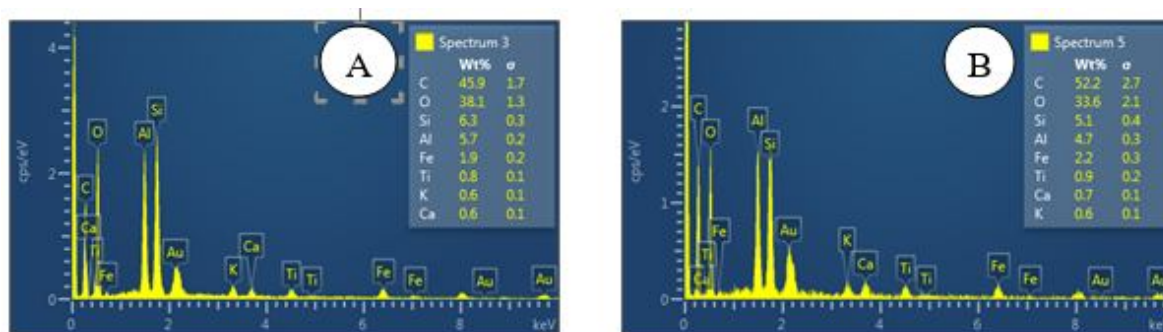 A
Spectrum 3
Wt% σ
C 45.9 1.7
O 38.1 1.3
Si 6.3 0.3
Al 5.7 0.2
Fe 1.9 0.2
Ti 0.8 0.1
K 0.6 0.1
Ca 0.6 0.1
4
2
0
cps/eV
C
Ca
O
Ti
Fe
Al
Si
Au
K
Ca
Ti
Ti
Fe
Fe
Au
Au
0 2 4 6 8 keV
B
Spectrum 5
Wt% σ
C 52.2 2.7
O 33.6 2.1
Si 5.1 0.4
Al 4.7 0.3
Fe 2.2 0.3
Ti 0.9 0.2
Ca 0.7 0.1
K 0.6 0.1
2
1
0
cps/eV
C
O
Ti
Ca
Fe
Al
Si
Au
K
Ca
Ti
Ti
Fe
Fe
Au
0 2 4 6 8 keV